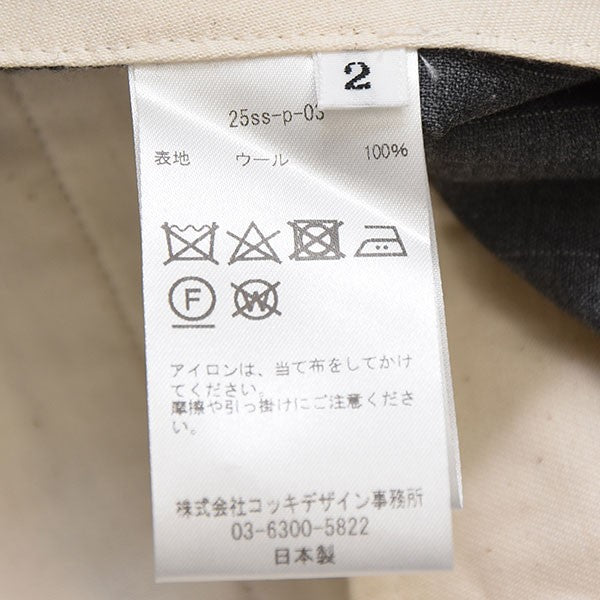 2
25ss-p-03
表地 ウール 100%
F W
アイロンは、当て布をしてかけ
てください。
摩擦や引っ掛けにご注意くださ
い。
株式会社コッキデザイン事務所
03-6300-5822
日本製